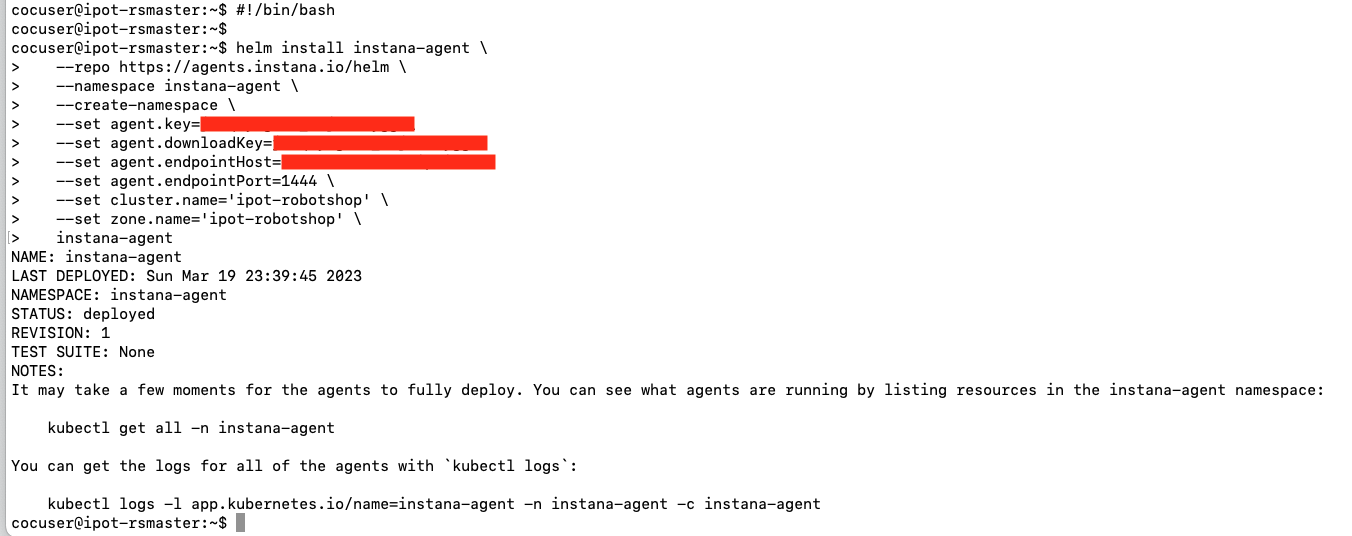 cocuser@ipot-rsmaster:~$ #!/bin/bash
cocuser@ipot-rsmaster:~$
cocuser@ipot-rsmaster:~$ helm install instana-agent \
>    --repo https://agents.instana.io/helm \
>    --namespace instana-agent \
>    --create-namespace \
>    --set agent.key=
>    --set agent.downloadKey=
>    --set agent.endpointHost=
>    --set agent.endpointPort=1444 \
>    --set cluster.name='ipot-robotshop' \
>    --set zone.name='ipot-robotshop' \
[>    instana-agent
NAME: instana-agent
LAST DEPLOYED: Sun Mar 19 23:39:45 2023
NAMESPACE: instana-agent
STATUS: deployed
REVISION: 1
TEST SUITE: None
NOTES:
It may take a few moments for the agents to fully deploy. You can see what agents are running by listing resources in the instana-agent namespace:
    kubectl get all -n instana-agent
You can get the logs for all of the agents with `kubectl logs`:
    kubectl logs -l app.kubernetes.io/name=instana-agent -n instana-agent -c instana-agent
cocuser@ipot-rsmaster:~$